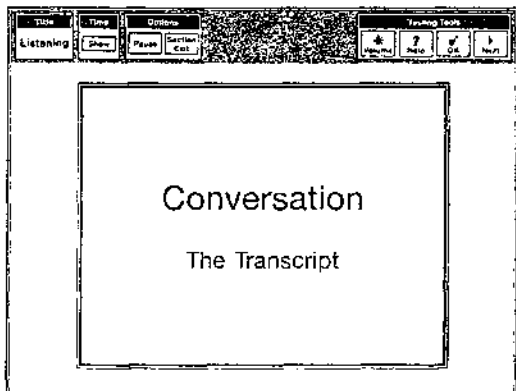 Title Time Options Testing Tools
Listening Show Pause Section Exit Volume Help OK Next
Conversation
The Transcript